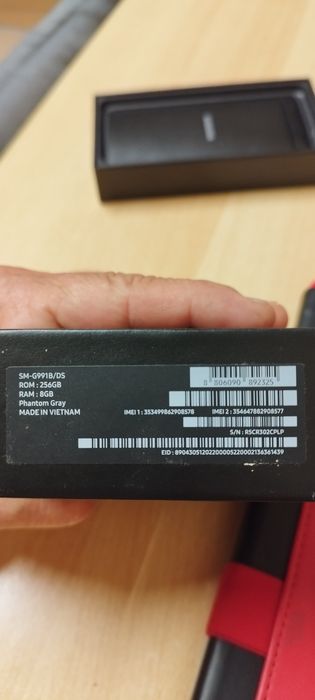 SM-G991B/DS
ROM : 256GB
RAM : 8GB
Phantom Gray
MADE IN VIETNAM
8 806090 892325
IMEI 1 : 353499862908578 IMEI 2 : 354647882908577
S/N : R5CR302CPLP
EID : 89043051202200005220002136361439